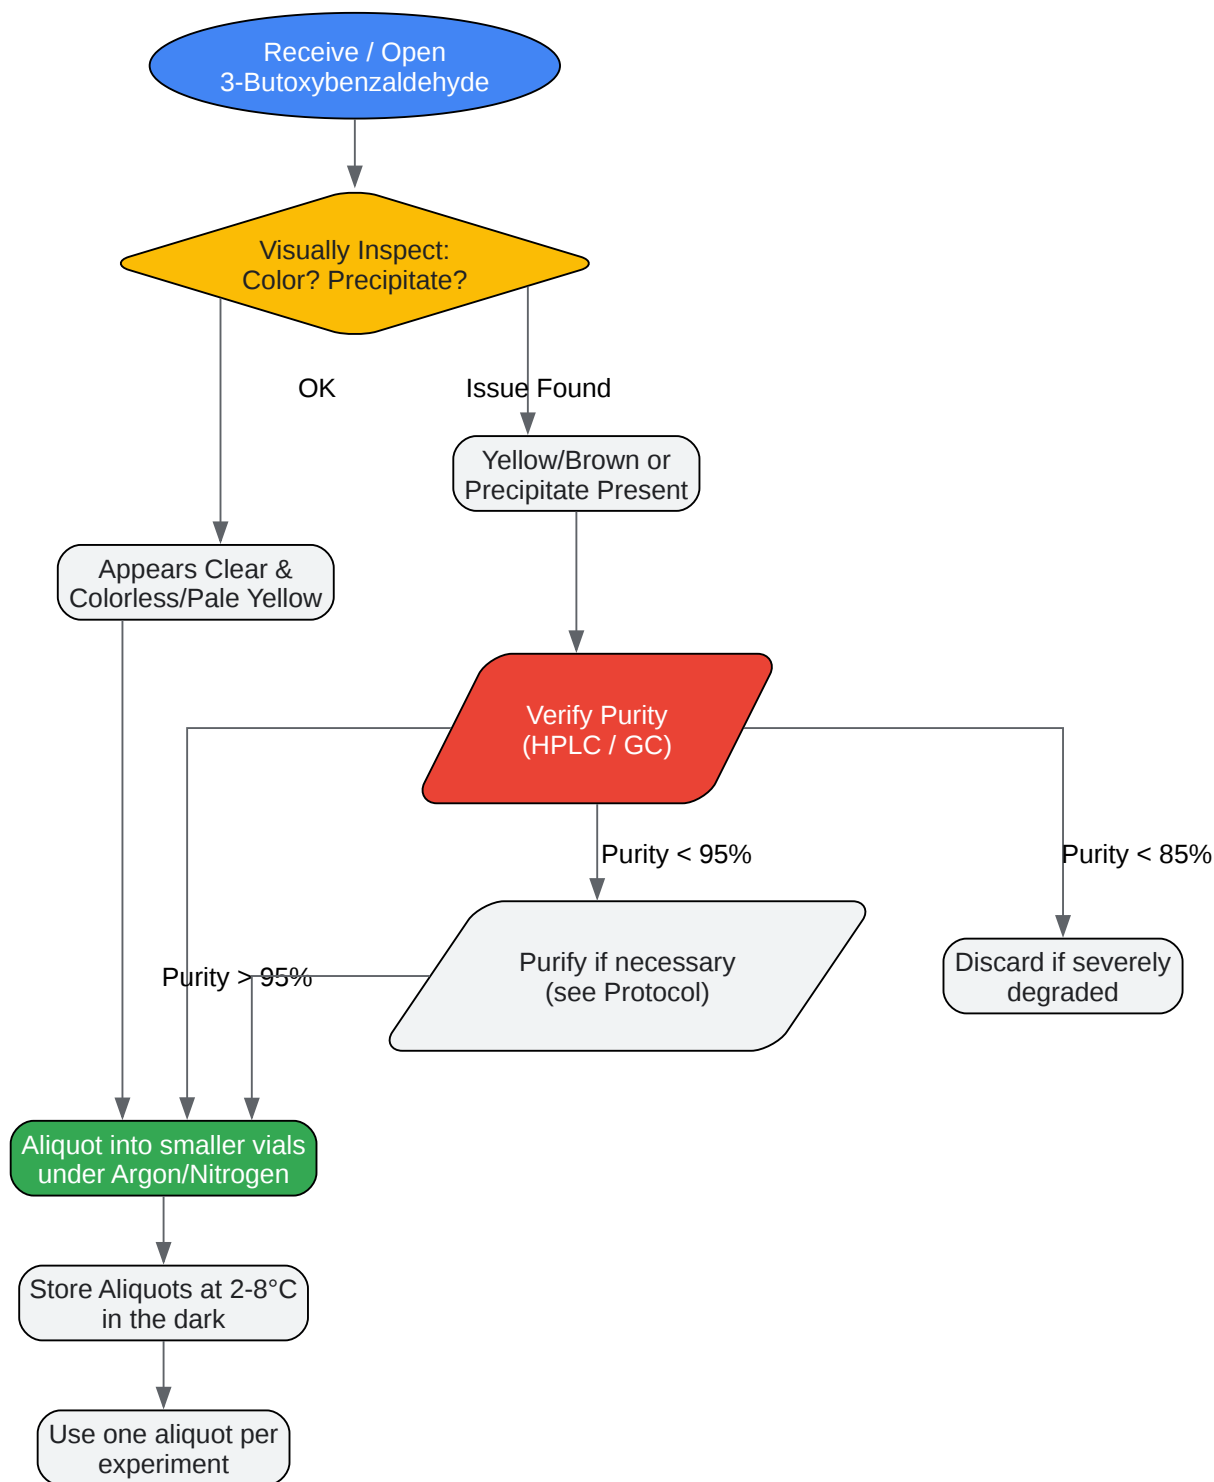 Receive / Open
3-Butoxybenzaldehyde
Visually Inspect:
Color? Precipitate?
OK
Issue Found
Yellow/Brown or
Precipitate Present
Appears Clear &
Colorless/Pale Yellow
Verify Purity
(HPLC / GC)
Purity < 95%
Purity < 85%
Purity > 95%
Purify if necessary
(see Protocol)
Discard if severely
degraded
Aliquot into smaller vials
under Argon/Nitrogen
Store Aliquots at 2-8°C
in the dark
Use one aliquot per
experiment